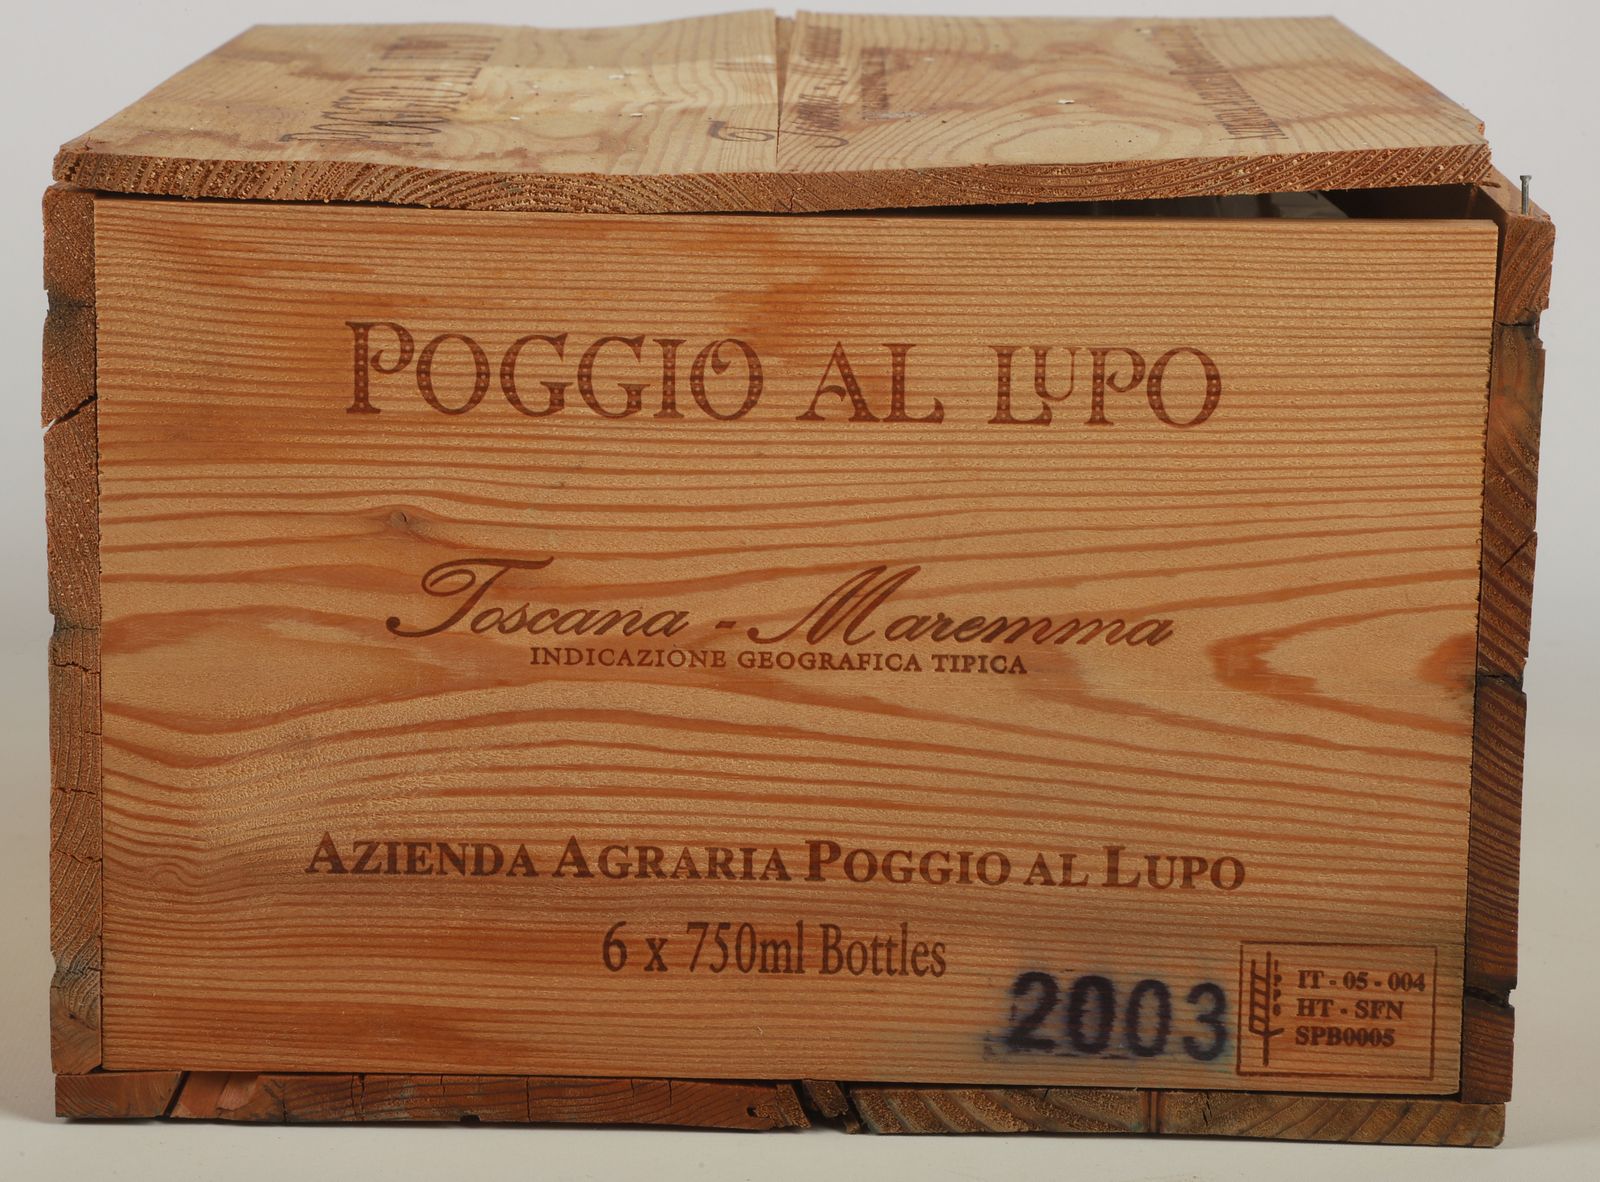 POGGIO AL LUPO
Toscana - Maremma
INDICAZIONE GEOGRAFICA TIPICA
AZIENDA AGRARIA POGGIO AL LUPO
6 x 750ml Bottles
2003
IPPC
IT - 05 - 004
HT - SFN
SPB0005